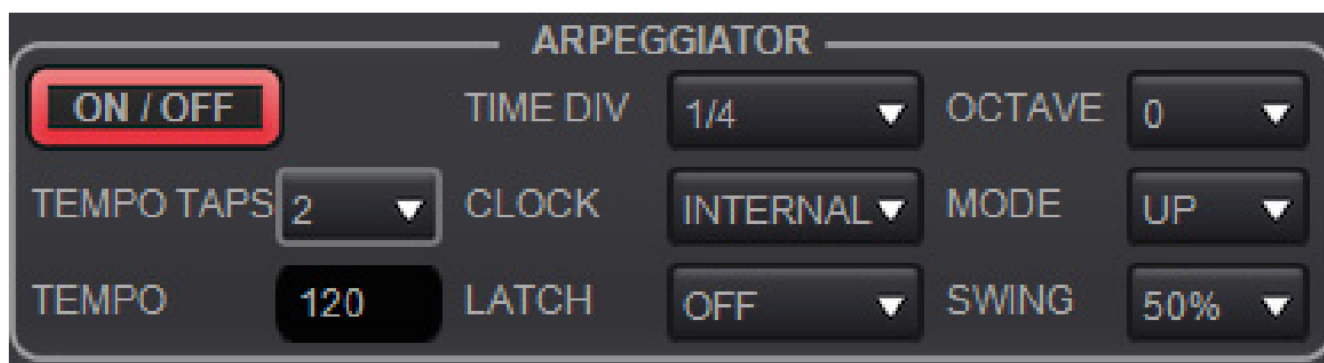 ARPEGGIATOR
ON / OFF TIME DIV 1/4 OCTAVE 0
TEMPO TAPS 2 CLOCK INTERNAL MODE UP
TEMPO 120 LATCH OFF SWING 50%